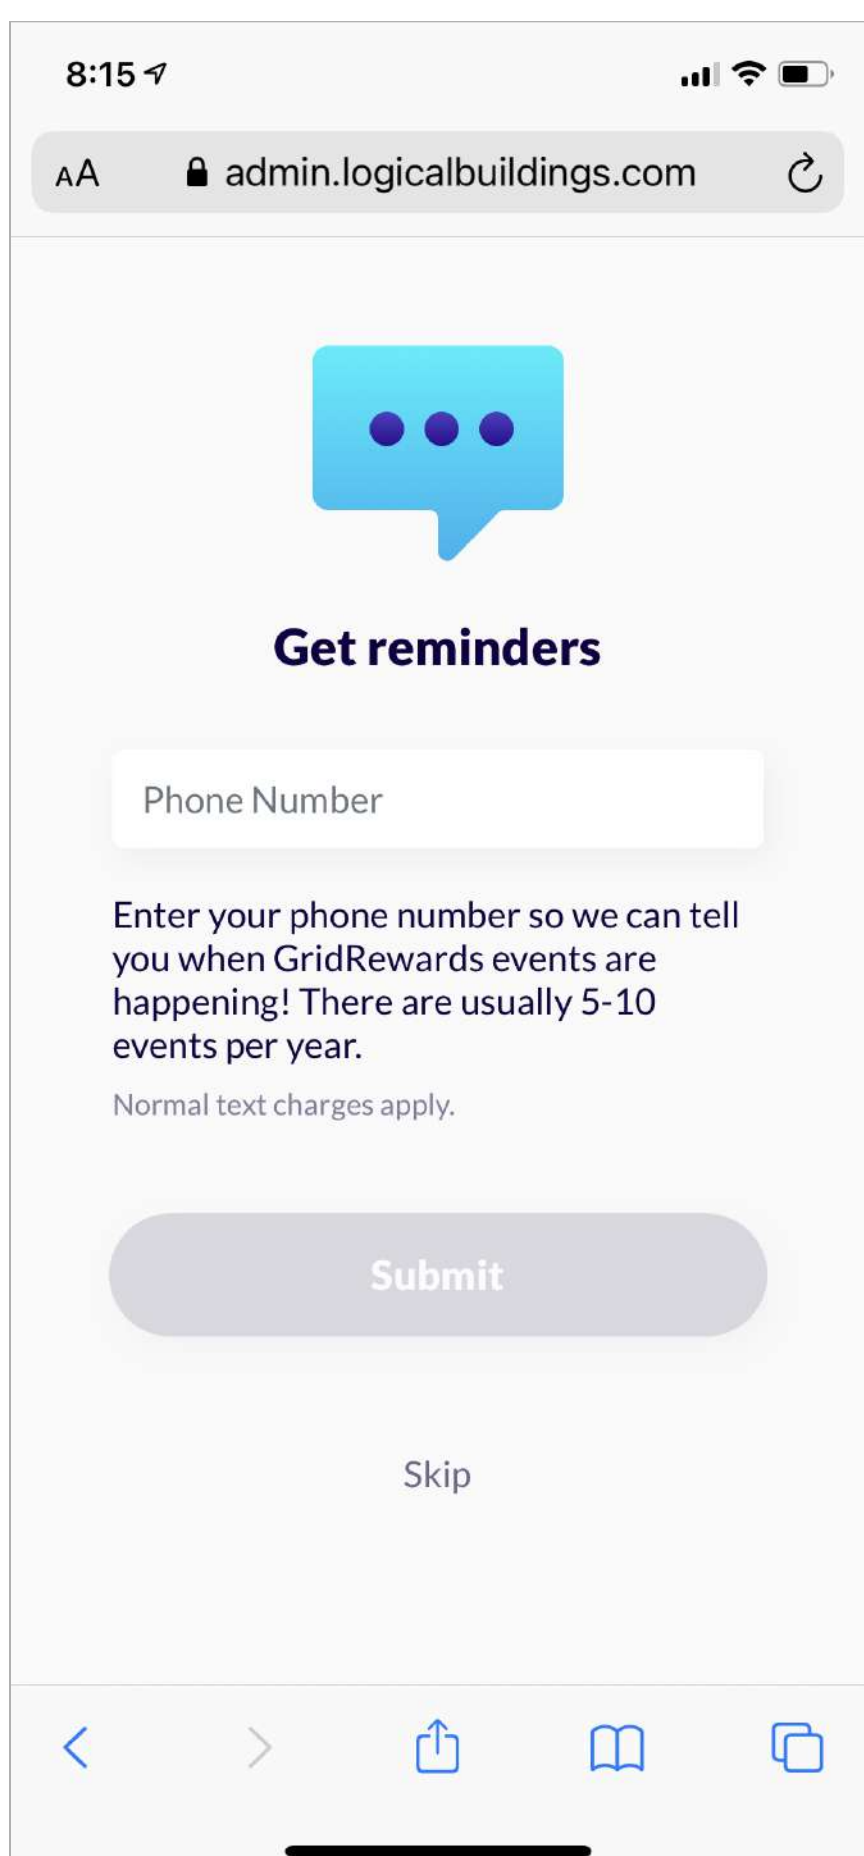 8:15
AA admin.logicalbuildings.com
Get reminders
Phone Number
Enter your phone number so we can tell
you when GridRewards events are
happening! There are usually 5-10
events per year.
Normal text charges apply.
Submit
Skip